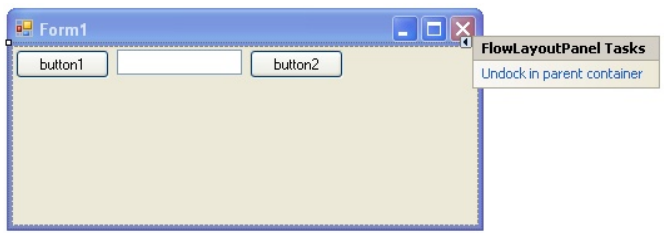 Form1
FlowLayoutPanel Tasks
button1
button2
Undock in parent container